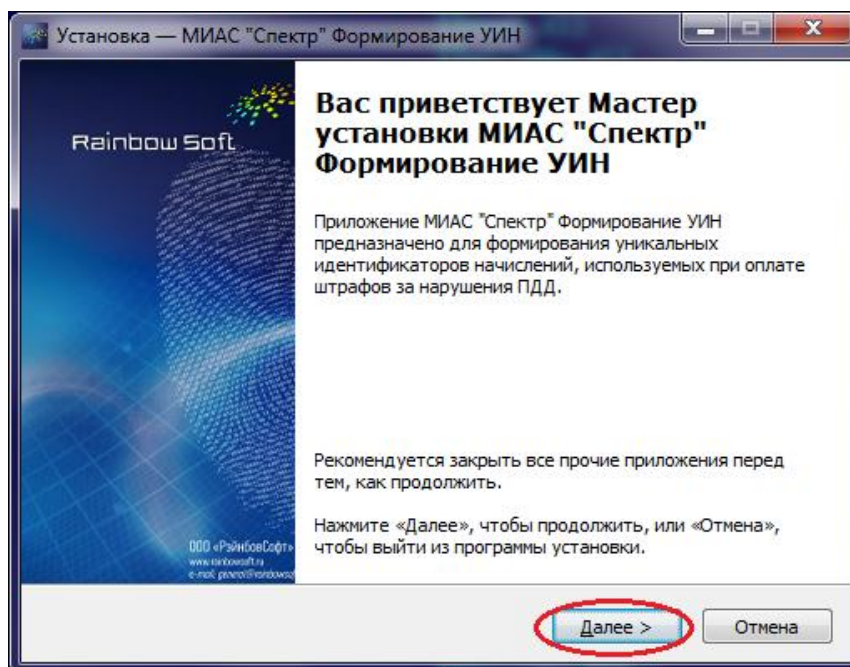 Установка — МИАС "Спектр" Формирование УИН
Rainbow Soft
Вас приветствует Мастер
установки МИАС "Спектр"
Формирование УИН
Приложение МИАС "Спектр" Формирование УИН
предназначено для формирования уникальных
идентификаторов начислений, используемых при оплате
штрафов за нарушения ПДД.
Рекомендуется закрыть все прочие приложения перед
тем, как продолжить.
Нажмите «Далее», чтобы продолжить, или «Отмена»,
чтобы выйти из программы установки.
ООО «РэйнбовСофт»
www.rainbowsoft.ru
e-mail:
Далее >
Отмена